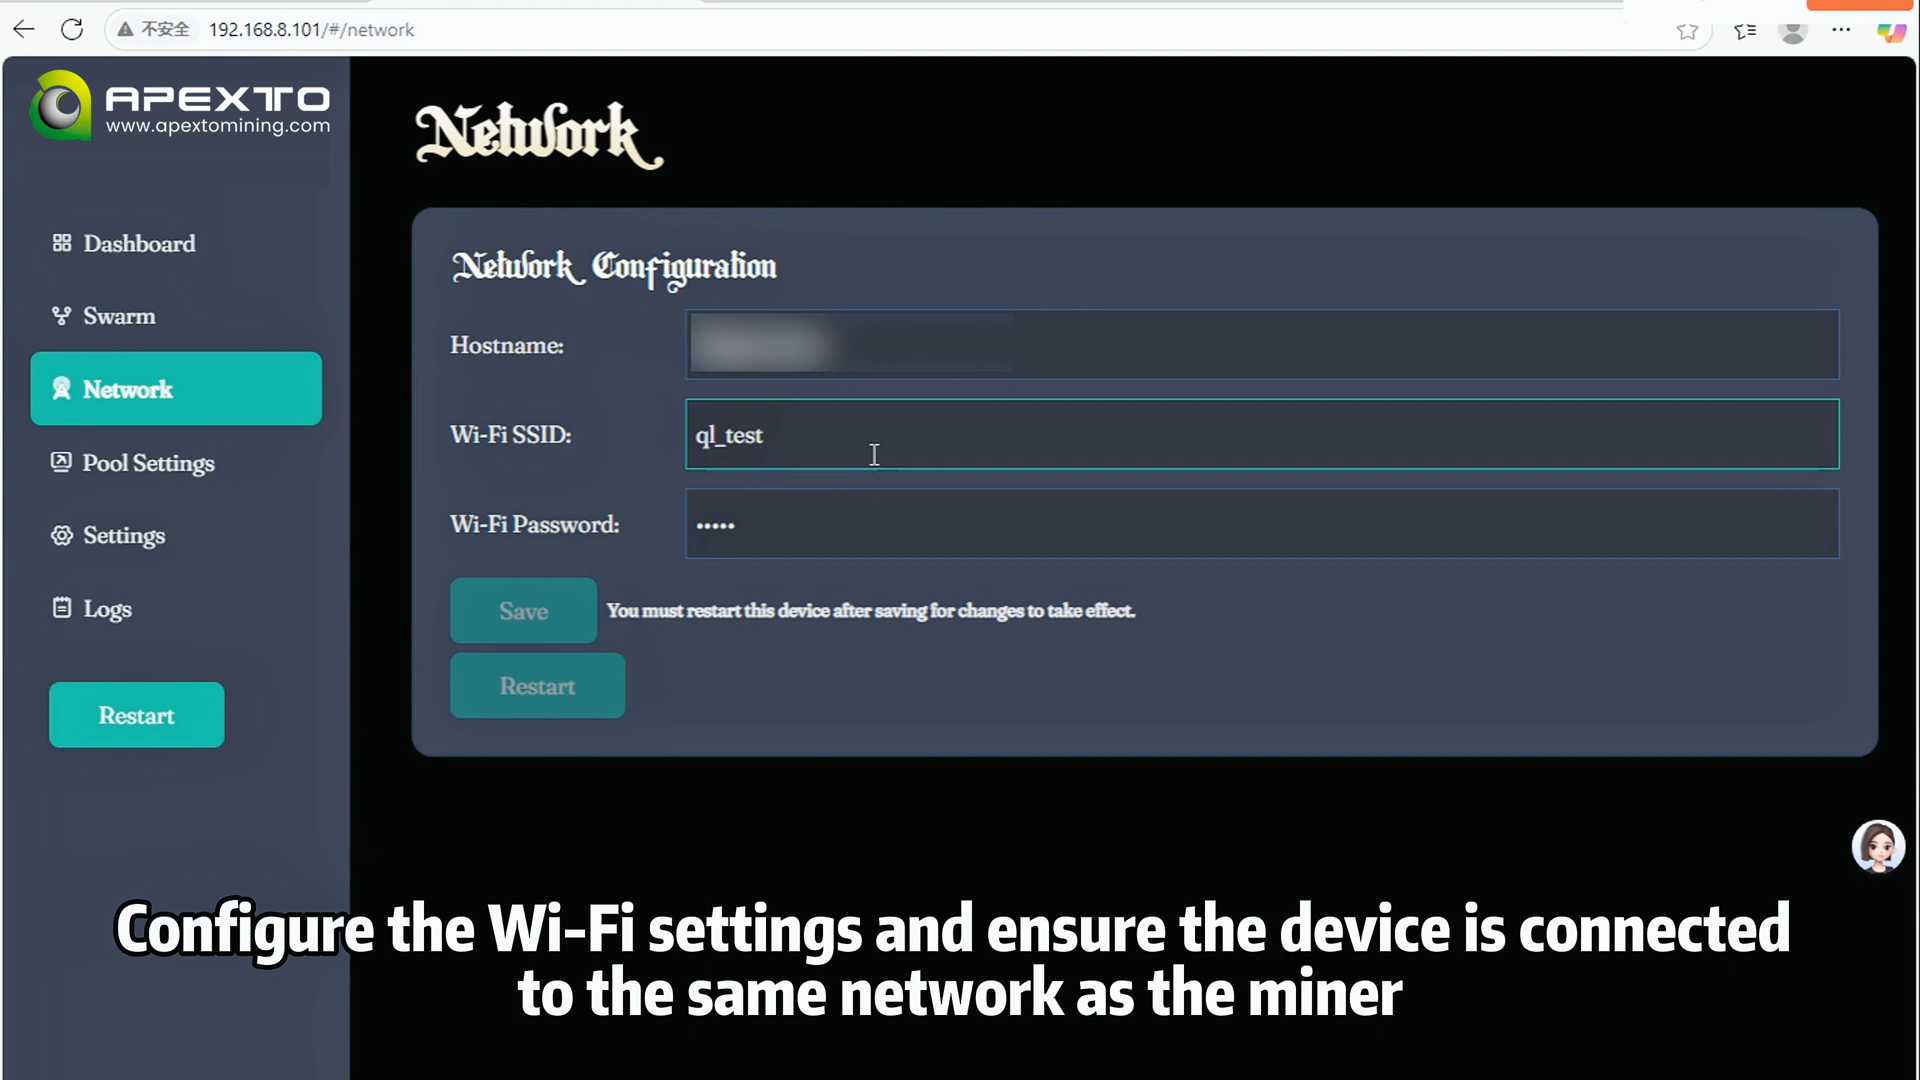 不安全 192.168.8.101/#/network
APEXTO
www.apextomining.com
Network
Dashboard
Swarm
Network
Pool Settings
Settings
Logs
Restart
Network Configuration
Hostname:
Wi-Fi SSID:
ql_test
Wi-Fi Password:
•••••
Save
You must restart this device after saving for changes to take effect.
Restart
Configure the Wi-Fi settings and ensure the device is connected
to the same network as the miner